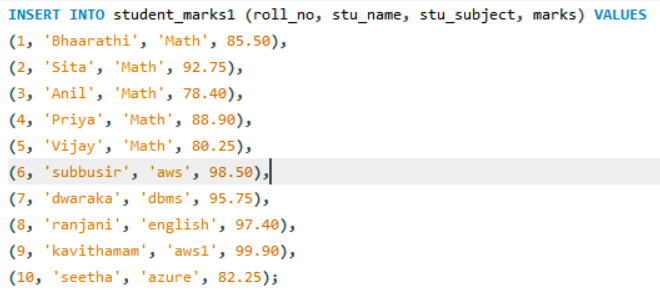 INSERT INTO student_marks1 (roll_no, stu_name, stu_subject, marks) VALUES
(1, 'Bhaarathi', 'Math', 85.50),
(2, 'Sita', 'Math', 92.75),
(3, 'Anil', 'Math', 78.40),
(4, 'Priya', 'Math', 88.90),
(5, 'Vijay', 'Math', 80.25),
(6, 'subbusir', 'aws', 98.50),
(7, 'dwaraka', 'dbms', 95.75),
(8, 'ranjani', 'english', 97.40),
(9, 'kavithamam', 'aws1', 99.90),
(10, 'seetha', 'azure', 82.25);